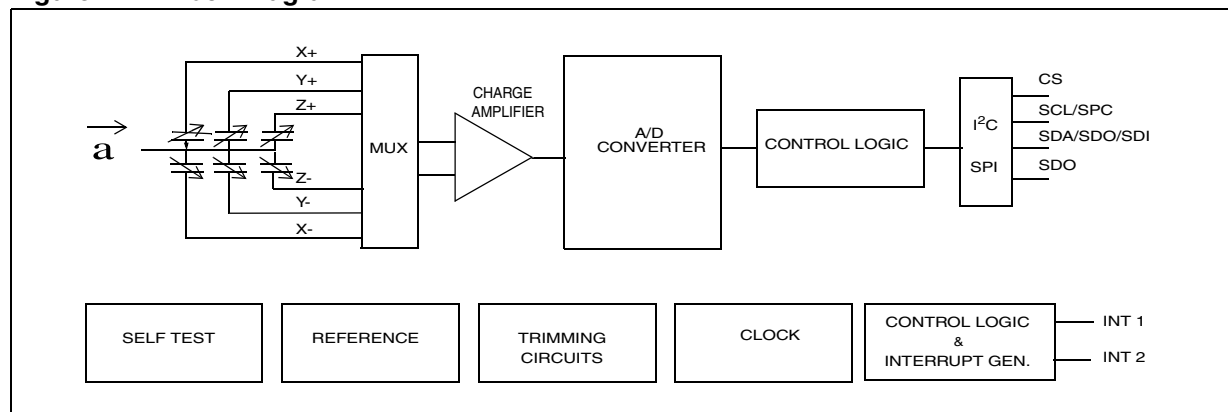 X+
Y+
Z+
a
Z-
Y-
X-
MUX
CHARGE
AMPLIFIER
A/D
CONVERTER
CONTROL LOGIC
I²C
SPI
CS
SCL/SPC
SDA/SDO/SDI
SDO
SELF TEST
REFERENCE
TRIMMING
CIRCUITS
CLOCK
CONTROL LOGIC
&
INTERRUPT GEN.
INT 1
INT 2